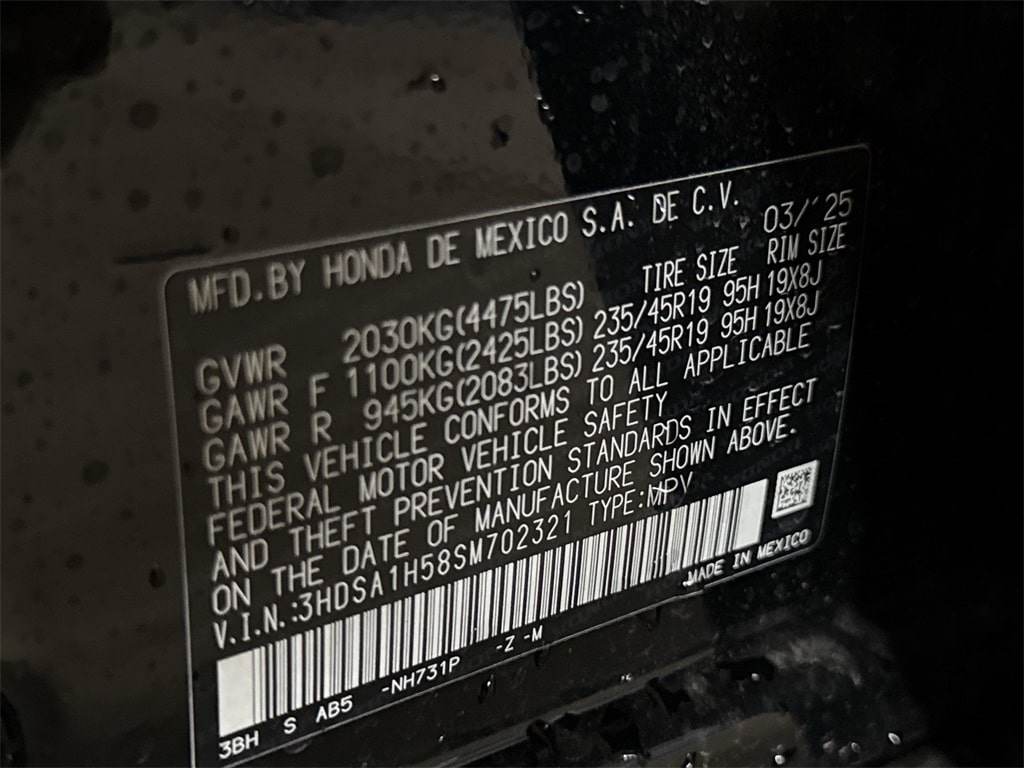 MFD.BY HONDA DE MEXICO S.A. DE C.V. 03/'25
TIRE SIZE RIM SIZE
GVWR 2030KG(4475LBS)
GAWR F 1100KG(2425LBS) 235/45R19 95H 19X8J
GAWR R 945KG(2083LBS) 235/45R19 95H 19X8J
THIS VEHICLE CONFORMS TO ALL APPLICABLE
FEDERAL MOTOR VEHICLE SAFETY
AND THEFT PREVENTION STANDARDS IN EFFECT
ON THE DATE OF MANUFACTURE SHOWN ABOVE.
V.I.N.:3HDSA1H58SM702321 TYPE:MPV
MADE IN MEXICO
3BH S AB5 -NH731P -Z -M